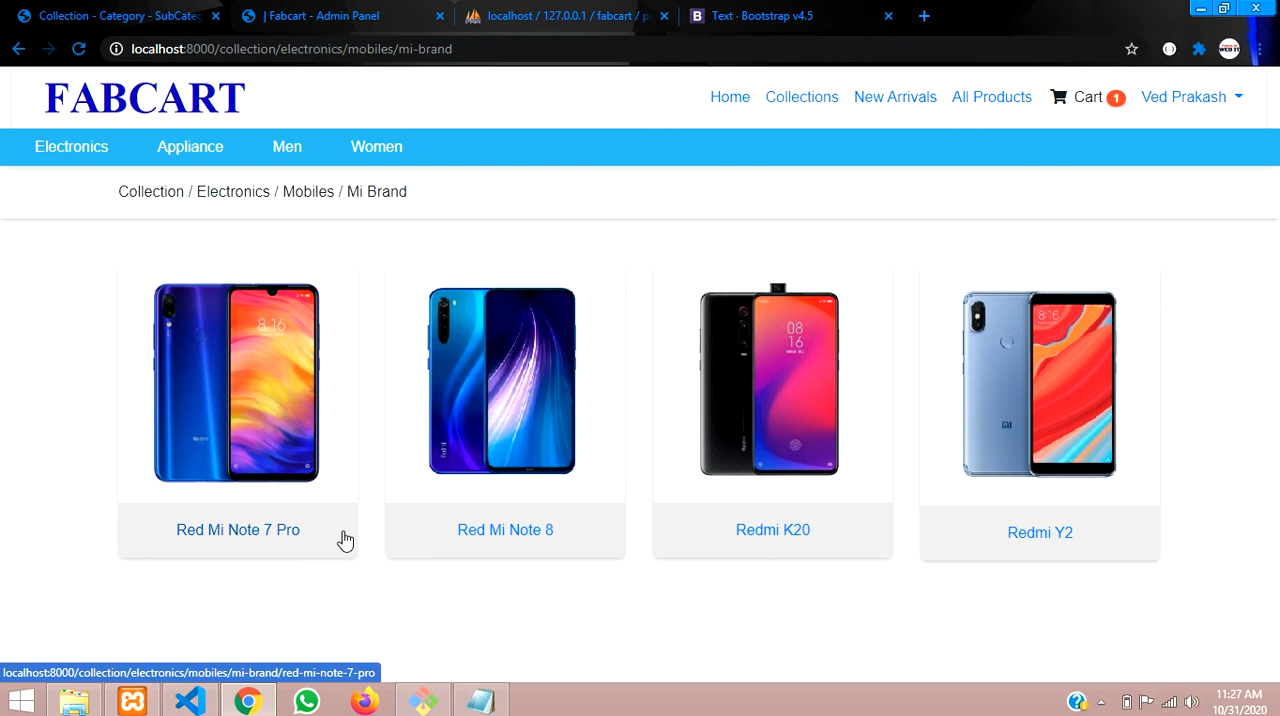 Collection - Category - SubCateg
| Fabcart - Admin Panel
localhost / 127.0.0.1 / fabcart / po
B Text · Bootstrap v4.5
localhost:8000/collection/electronics/mobiles/mi-brand
FABCART
Home Collections New Arrivals All Products Cart 1 Ved Prakash
Electronics Appliance Men Women
Collection / Electronics / Mobiles / Mi Brand
Red Mi Note 7 Pro
Red Mi Note 8
Redmi K20
Redmi Y2
localhost:8000/collection/electronics/mobiles/mi-brand/red-mi-note-7-pro
11:27 AM
10/31/2020